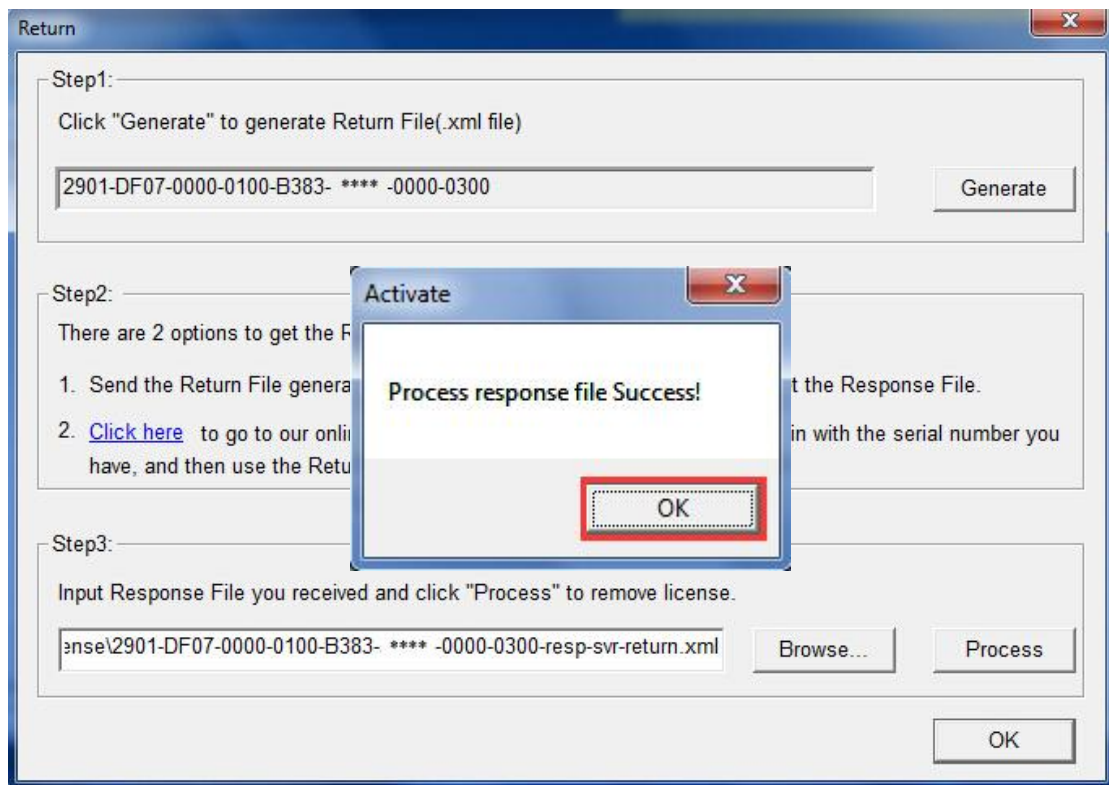 Return
Step1:
Click "Generate" to generate Return File(.xml file)
2901-DF07-0000-0100-B383- **** -0000-0300
Generate
Step2:
There are 2 options to get the
1. Send the Return File t the Response File.
2. Click here to go to our in with the serial number you
have, and then use the
Activate
Process response file Success!
OK
Step3:
Input Response File you received and click "Process" to remove license.
ense\2901-DF07-0000-0100-B383- **** -0000-0300-resp-svr-return.xml
Browse...
Process
OK